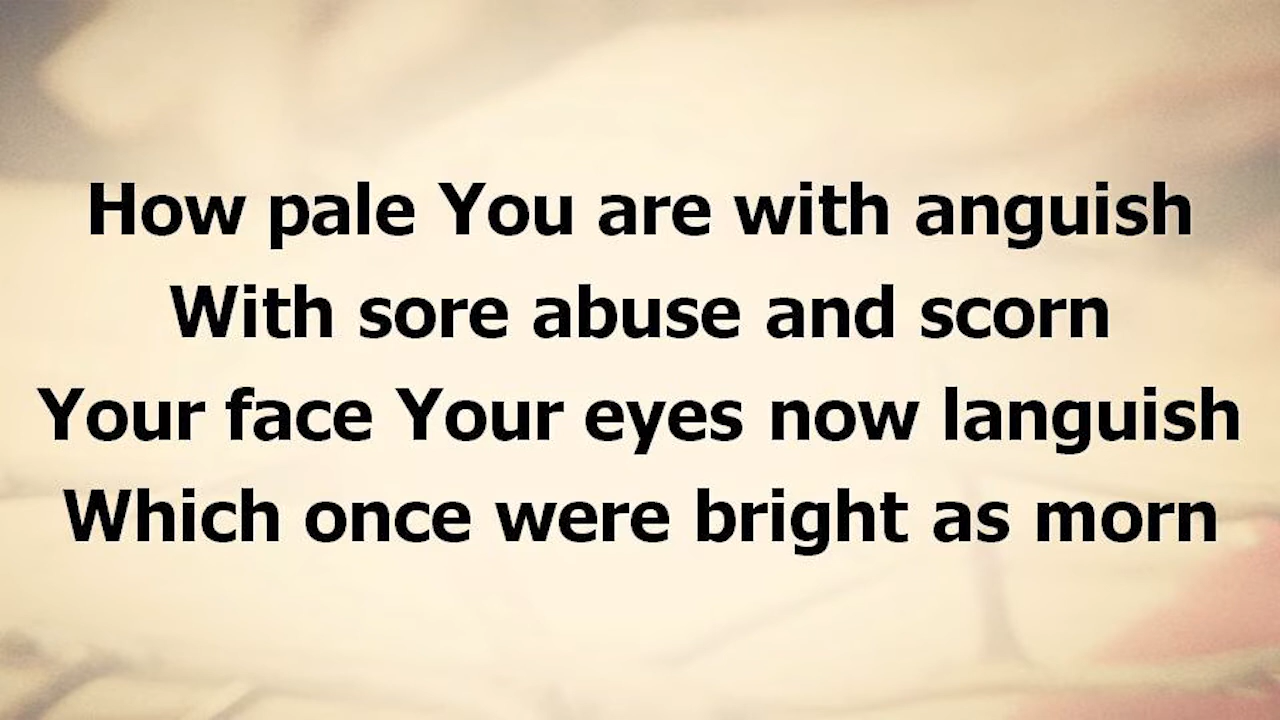 How pale You are with anguish
With sore abuse and scorn
Your face Your eyes now languish
Which once were bright as morn